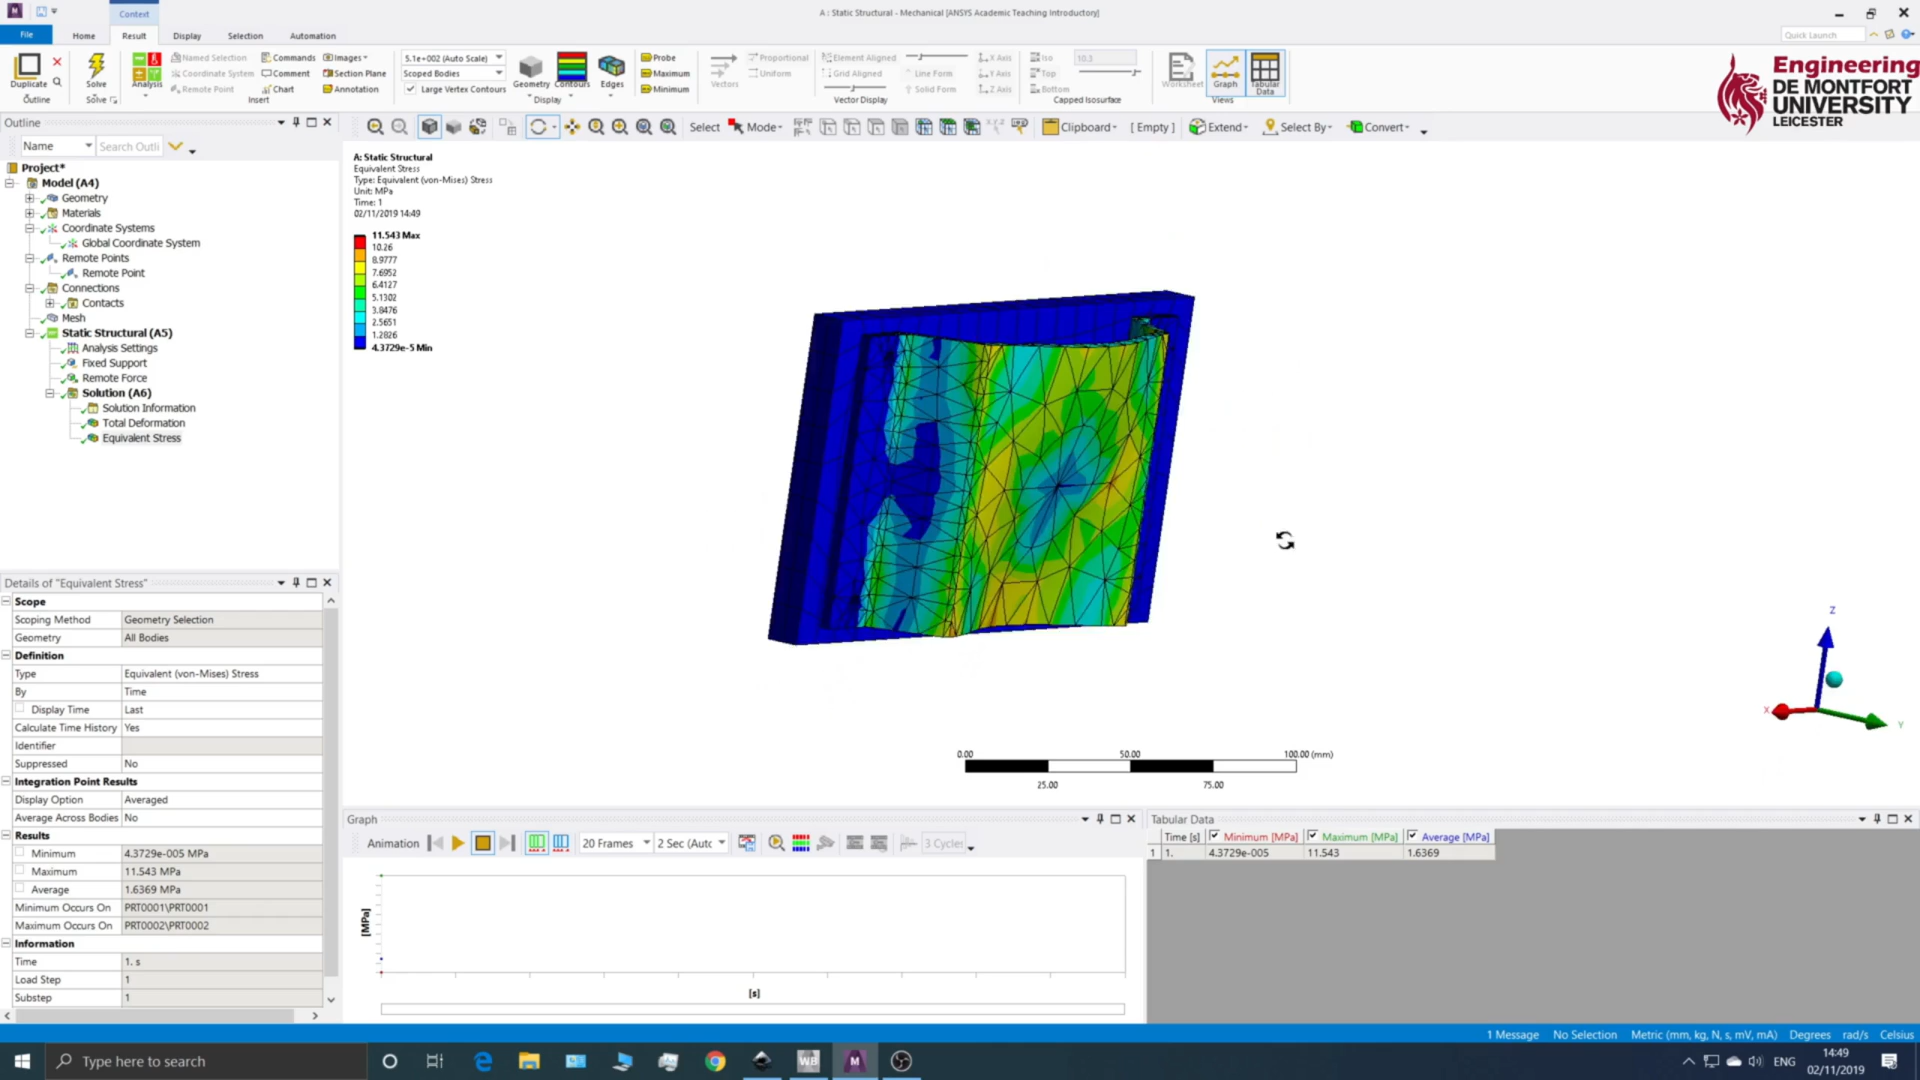 A : Static Structural - Mechanical [ANSYS Academic Teaching Introductory]
Context
File Home Result Display Selection Automation
Quick Launch
Duplicate
Outline
Solve
Solve
Analysis
Named Selection
Coordinate System
Remote Point
Commands
Comment
Chart
Images
Section Plane
Annotation
Insert
5.1e+002 (Auto Scale)
Scoped Bodies
Large Vertex Contours
Geometry
Contours
Edges
Display
Probe
Maximum
Minimum
Vectors
Proportional
Uniform
Element Aligned
Grid Aligned
Line Form
Solid Form
X Axis
Y Axis
Z Axis
Vector Display
Iso
Top
Bottom
10.3
Capped Isosurface
Worksheet
Graph
Tabular Data
Views
Engineering
DE MONTFORT
UNIVERSITY
LEICESTER
Outline
Name
Search Outli
Select Mode Clipboard [ Empty ] Extend Select By Convert
Project*
Model (A4)
Geometry
Materials
Coordinate Systems
Global Coordinate System
Remote Points
Remote Point
Connections
Contacts
Mesh
Static Structural (A5)
Analysis Settings
Fixed Support
Remote Force
Solution (A6)
Solution Information
Total Deformation
Equivalent Stress
A: Static Structural
Equivalent Stress
Type: Equivalent (von-Mises) Stress
Unit: MPa
Time: 1
02/11/2019 14:49
11.543 Max
10.26
8.9777
7.6952
6.4127
5.1302
3.8476
2.5651
1.2826
4.3729e-5 Min
Z
X
Y
0.00 50.00 100.00 (mm)
25.00 75.00
Details of "Equivalent Stress"
Scope
Scoping Method Geometry Selection
Geometry All Bodies
Definition
Type Equivalent (von-Mises) Stress
By Time
Display Time Last
Calculate Time History Yes
Identifier
Suppressed No
Integration Point Results
Display Option Averaged
Average Across Bodies No
Results
Minimum 4.3729e-005 MPa
Maximum 11.543 MPa
Average 1.6369 MPa
Minimum Occurs On PRT0001\PRT0001
Maximum Occurs On PRT0002\PRT0002
Information
Time 1. s
Load Step 1
Substep 1
Graph
Animation 20 Frames 2 Sec (Auto 3 Cycles
[MPa]
[s]
Tabular Data
Time [s] Minimum [MPa] Maximum [MPa] Average [MPa]
1 1. 4.3729e-005 11.543 1.6369
1 Message No Selection Metric (mm, kg, N, s, mV, mA) Degrees rad/s Celsius
Type here to search
WB
M
ENG
14:49
02/11/2019